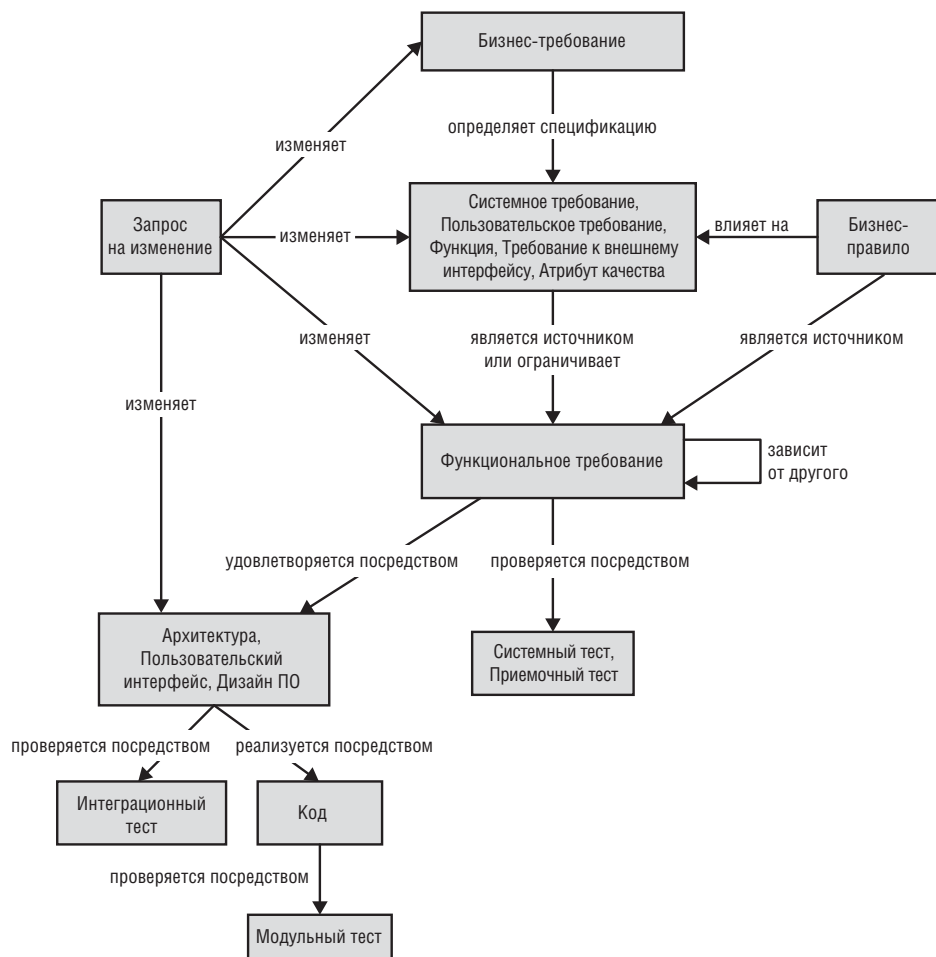 Бизнес-требование
определяет спецификацию
изменяет
Системное требование,
Пользовательское требование,
Функция, Требование к внешнему
интерфейсу, Атрибут качества
Запрос
на изменение
изменяет
влияет на
Бизнес-
правило
изменяет
является источником
или ограничивает
является источником
изменяет
Функциональное требование
зависит
от другого
удовлетворяется посредством
проверяется посредством
Архитектура,
Пользовательский
интерфейс, Дизайн ПО
Системный тест,
Приемочный тест
проверяется посредством
реализуется посредством
Интеграционный
тест
Код
проверяется посредством
Модульный тест